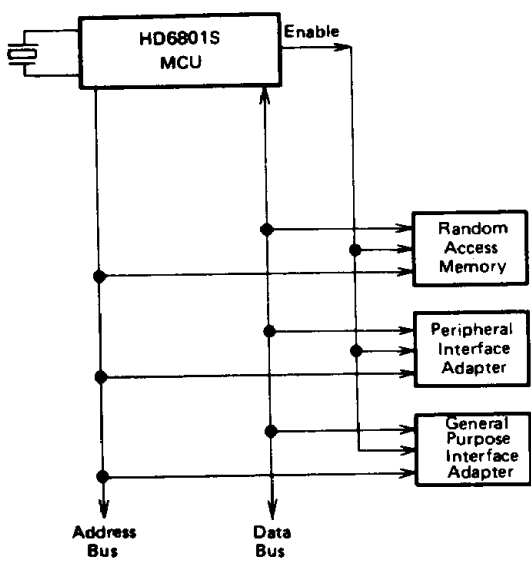 HD6801S
MCU
Enable
Random
Access
Memory
Peripheral
Interface
Adapter
General
Purpose
Interface
Adapter
Address
Bus
Data
Bus